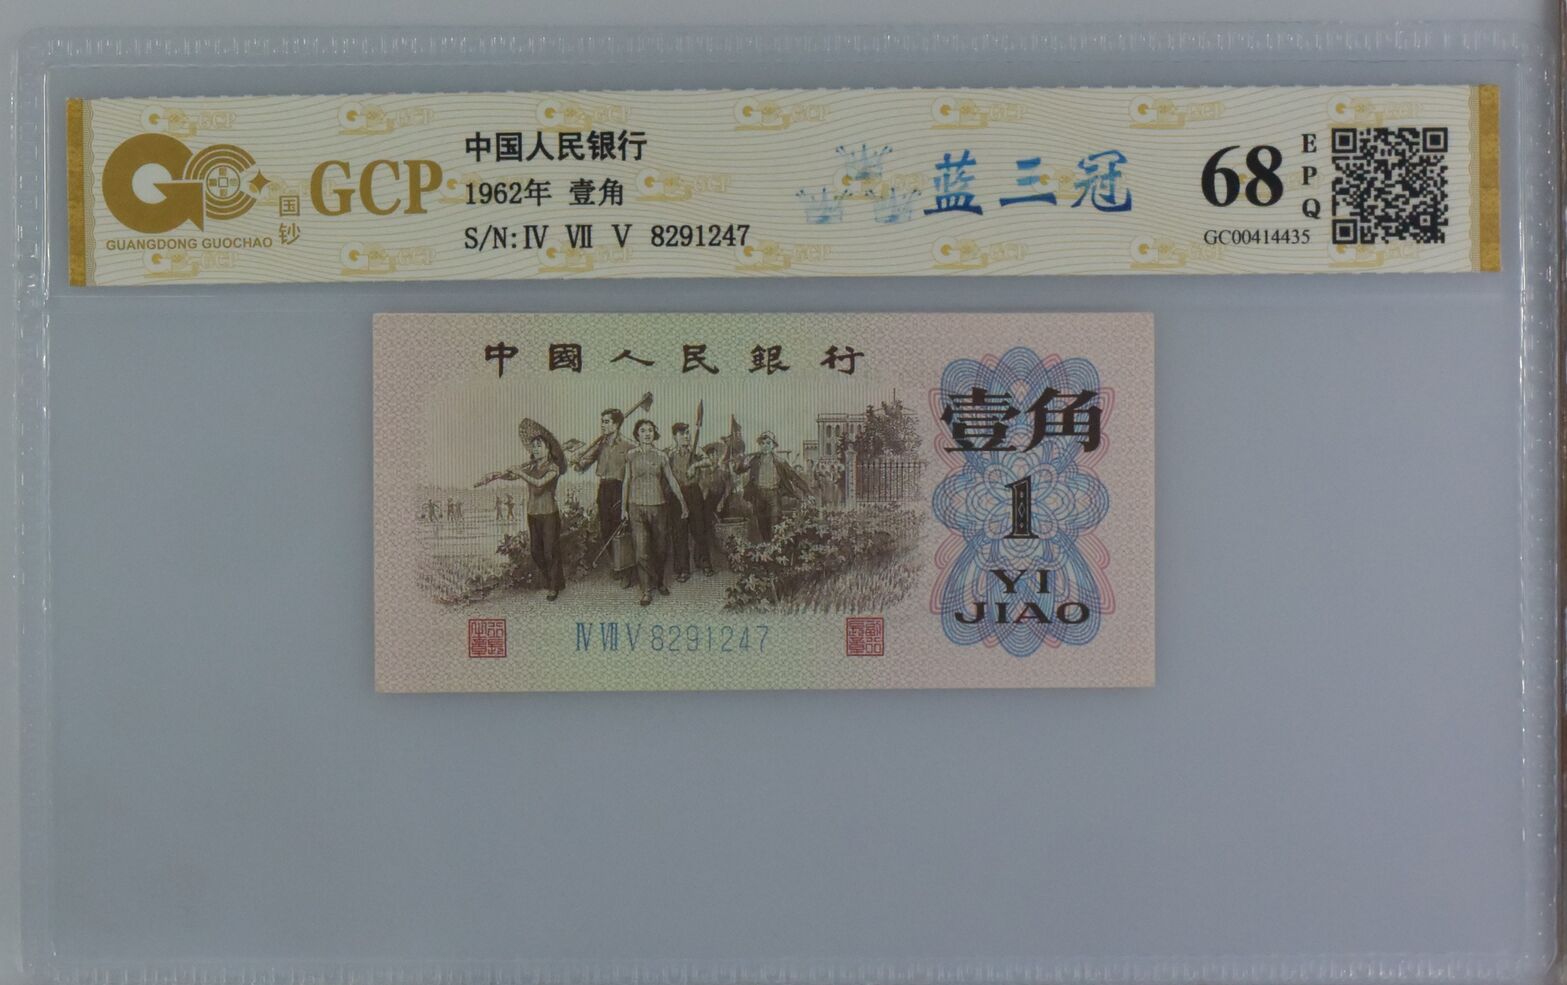 GUANGDONG GUOCHAO
国钞
GCP
中国人民银行
1962年 壹角
S/N: Ⅳ Ⅶ Ⅴ 8291247
蓝三冠
68
EPQ
GC00414435
中國人民銀行
壹角
1
YI
JIAO
Ⅳ Ⅶ Ⅴ 8291247